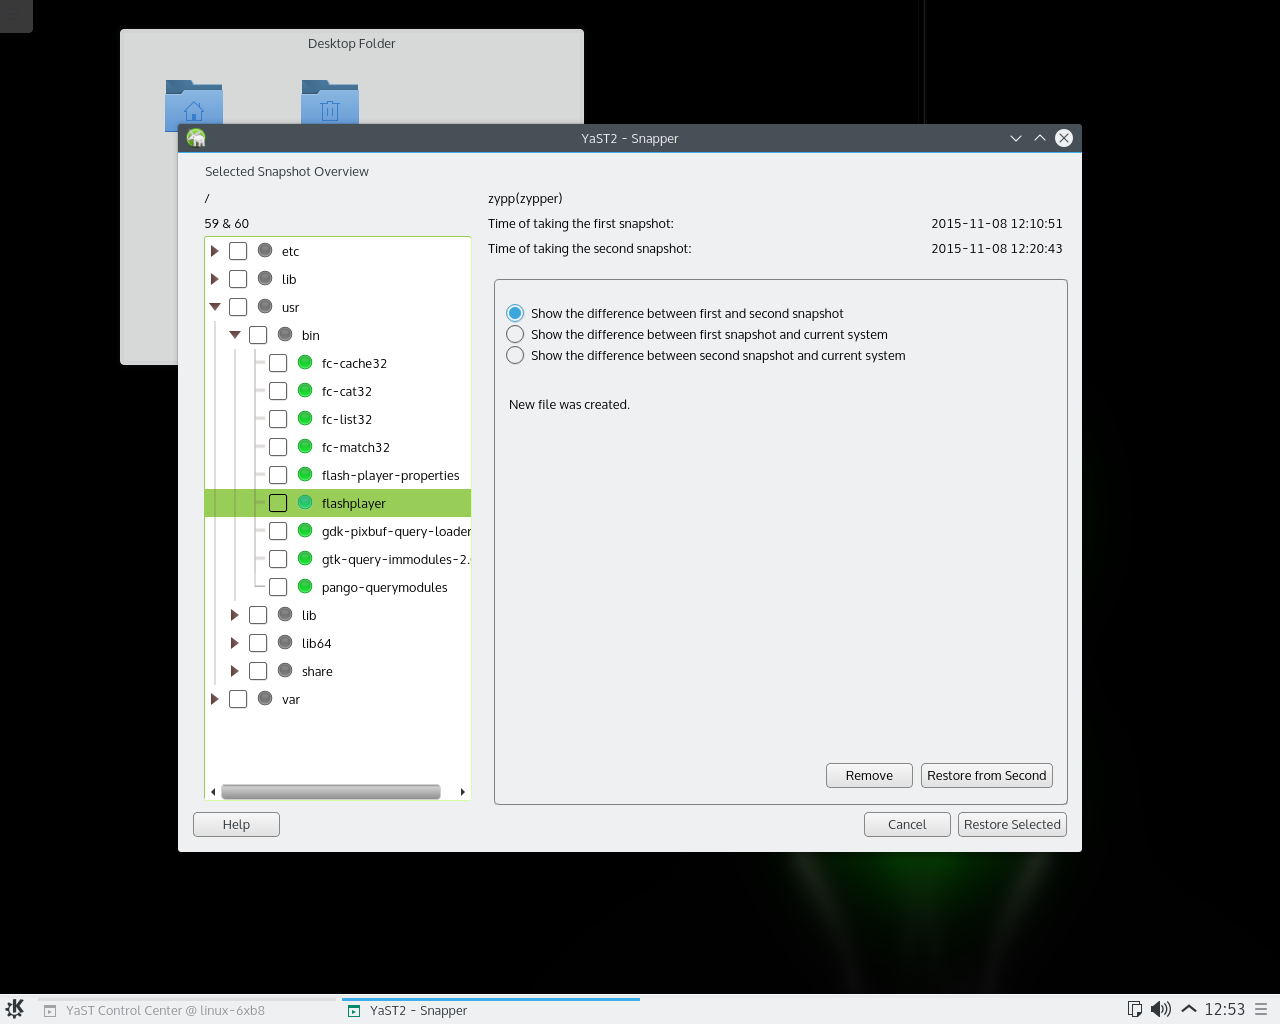 Desktop Folder
YaST2 - Snapper
Selected Snapshot Overview
/
zypp(zypper)
59 & 60
Time of taking the first snapshot: 2015-11-08 12:10:51
Time of taking the second snapshot: 2015-11-08 12:20:43
etc
lib
usr
bin
fc-cache32
fc-cat32
fc-list32
fc-match32
flash-player-properties
flashplayer
gdk-pixbuf-query-loader
gtk-query-immodules-2.
pango-querymodules
lib
lib64
share
var
Show the difference between first and second snapshot
Show the difference between first snapshot and current system
Show the difference between second snapshot and current system
New file was created.
Remove
Restore from Second
Help
Cancel
Restore Selected
YaST Control Center @ linux-6xb8
YaST2 - Snapper
12:53